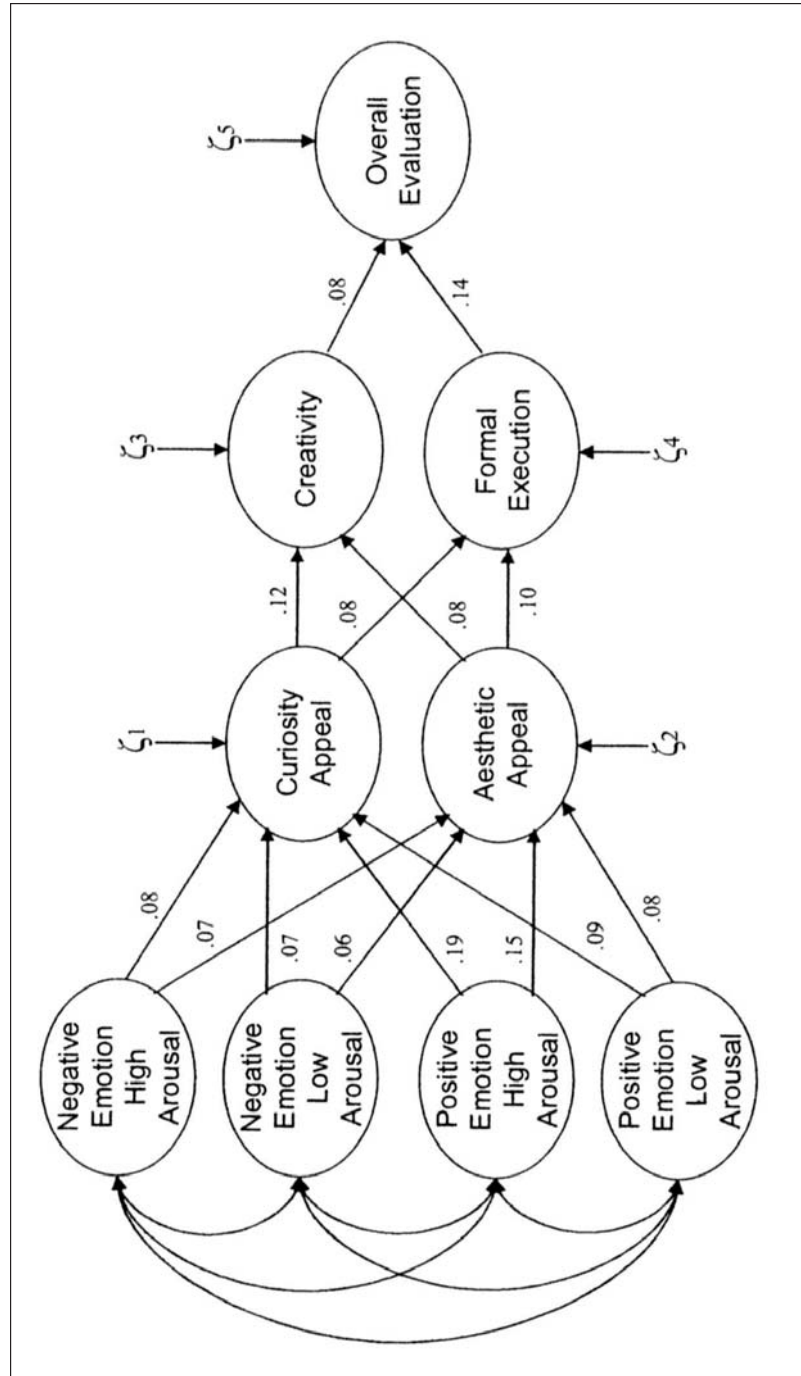 Negative
Emotion
High
Arousal
Negative
Emotion
Low
Arousal
Positive
Emotion
High
Arousal
Positive
Emotion
Low
Arousal
.08
.07
.07
.06
.19
.15
.09
.08
ζ1
Curiosity
Appeal
Aesthetic
Appeal
ζ2
.12
.08
.08
.10
ζ3
Creativity
Formal
Execution
ζ4
.08
.14
ζ5
Overall
Evaluation